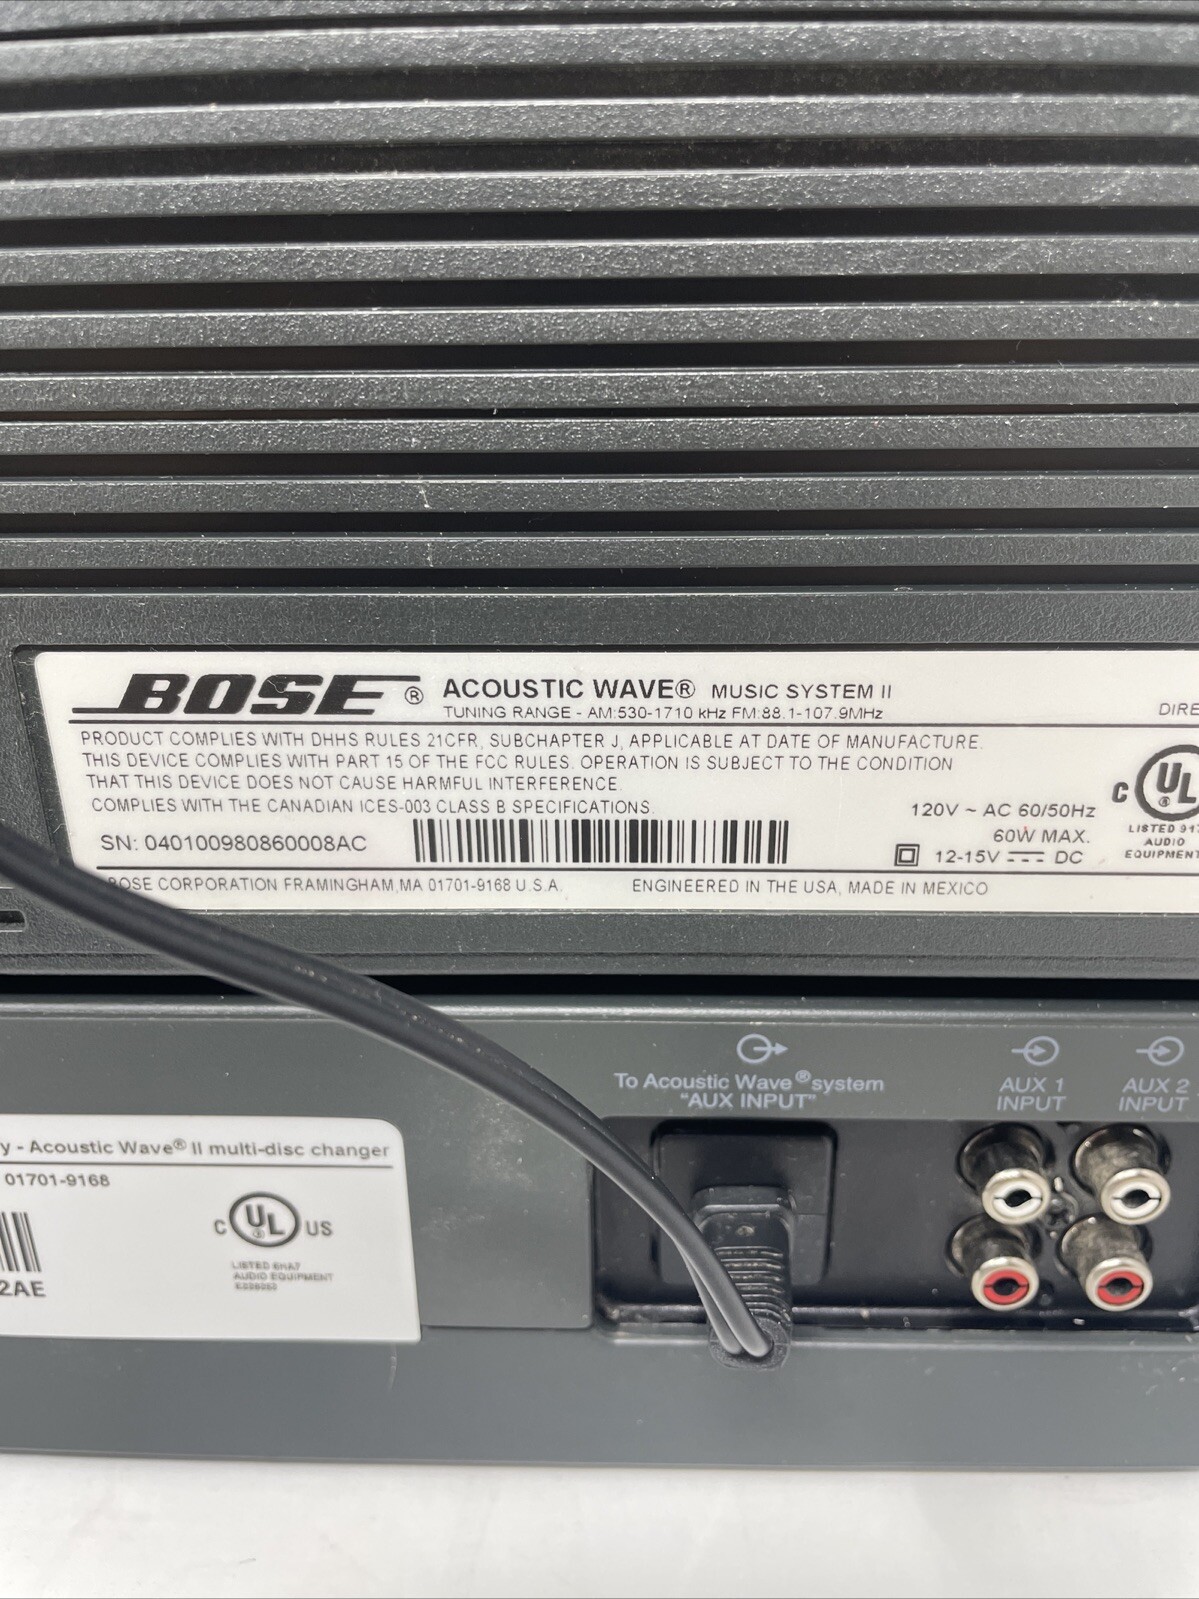 BOSE® ACOUSTIC WAVE® MUSIC SYSTEM II
TUNING RANGE - AM:530-1710 kHz FM:88.1-107.9MHz
PRODUCT COMPLIES WITH DHHS RULES 21CFR, SUBCHAPTER J, APPLICABLE AT DATE OF MANUFACTURE.
THIS DEVICE COMPLIES WITH PART 15 OF THE FCC RULES. OPERATION IS SUBJECT TO THE CONDITION
THAT THIS DEVICE DOES NOT CAUSE HARMFUL INTERFERENCE.
COMPLIES WITH THE CANADIAN ICES-003 CLASS B SPECIFICATIONS.
SN: 040100980860008AC
BOSE CORPORATION FRAMINGHAM, MA 01701-9168 U.S.A. ENGINEERED IN THE USA, MADE IN MEXICO
120V ~ AC 60/50Hz
60W MAX.
12-15V DC
DIRE
C UL ®
LISTED 917
AUDIO
EQUIPMENT
To Acoustic Wave® system
"AUX INPUT"
AUX 1
INPUT
AUX 2
INPUT
y - Acoustic Wave® II multi-disc changer
01701-9168
2AE
C UL ® US
LISTED 6HA7
AUDIO EQUIPMENT